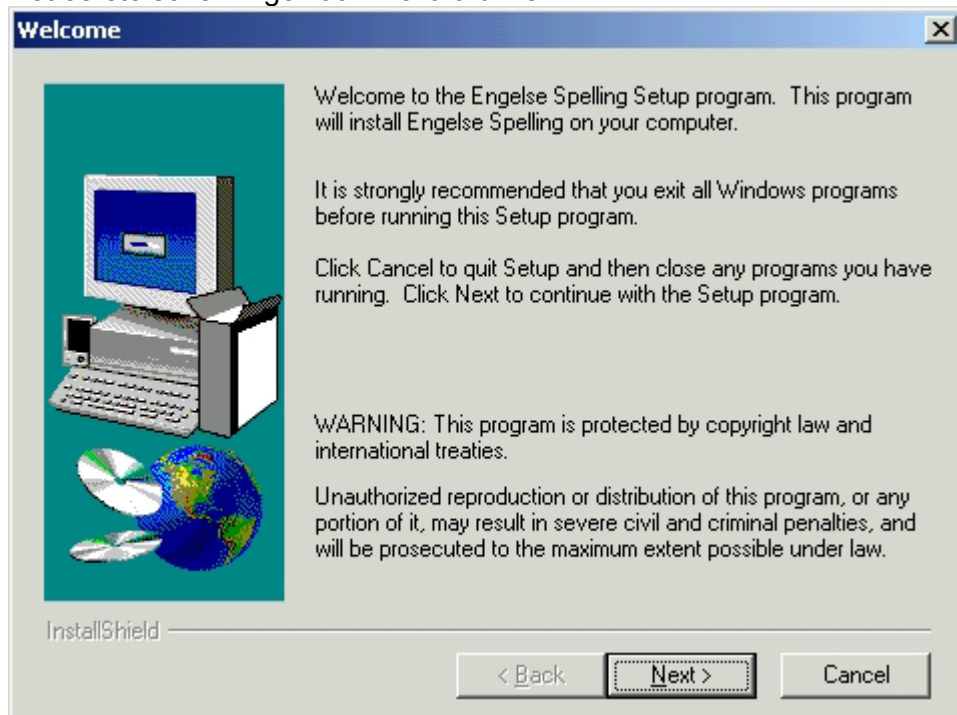 Welcome
Welcome to the Engelse Spelling Setup program. This program
will install Engelse Spelling on your computer.
It is strongly recommended that you exit all Windows programs
before running this Setup program.
Click Cancel to quit Setup and then close any programs you have
running. Click Next to continue with the Setup program.
WARNING: This program is protected by copyright law and
international treaties.
Unauthorized reproduction or distribution of this program, or any
portion of it, may result in severe civil and criminal penalties, and
will be prosecuted to the maximum extent possible under law.
InstallShield
< Back
Next >
Cancel